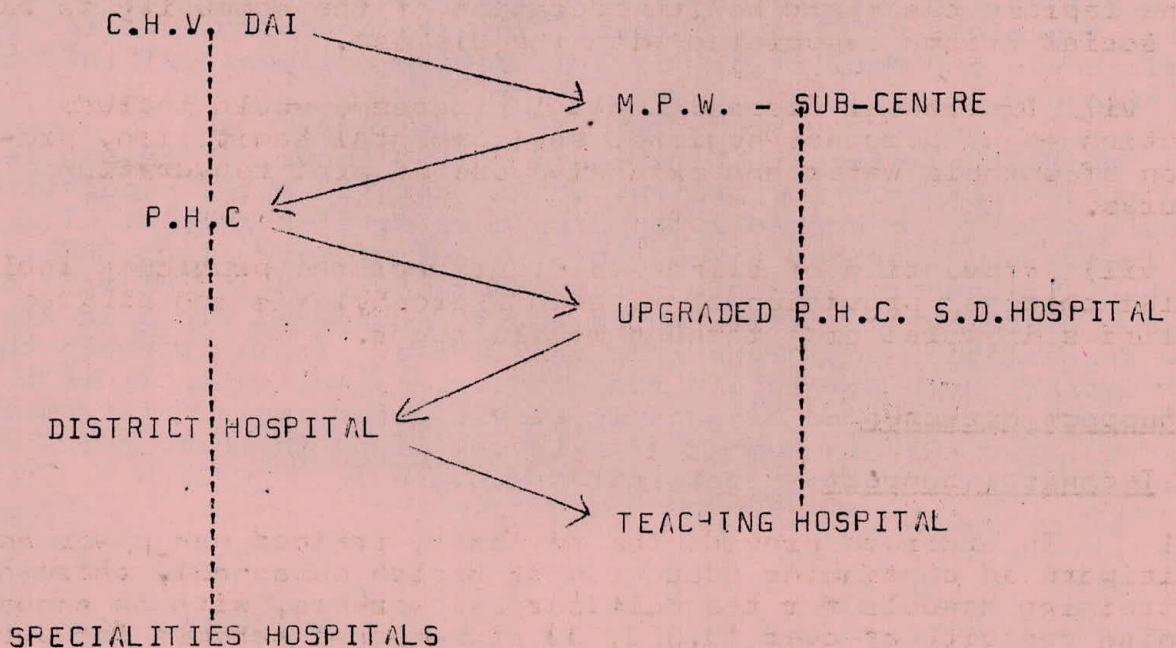 C.H.V. DAI
M.P.W. - SUB-CENTRE
P.H.C
UPGRADED P.H.C. S.D.HOSPITAL
DISTRICT HOSPITAL
TEACHING HOSPITAL
SPECIALITIES HOSPITALS